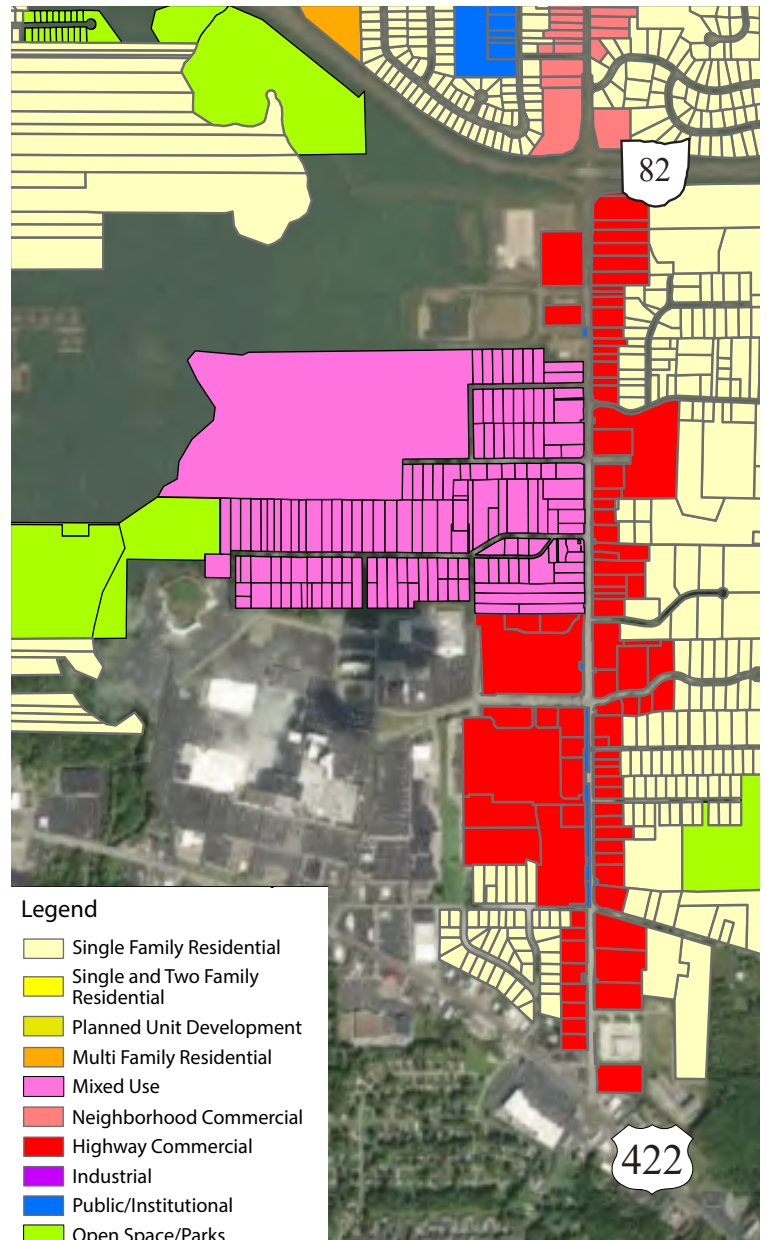 82
Legend
Single Family Residential
Single and Two Family
Residential
Planned Unit Development
Multi Family Residential
Mixed Use
Neighborhood Commercial
Highway Commercial
Industrial
Public/Institutional
Open Space/Parks
422